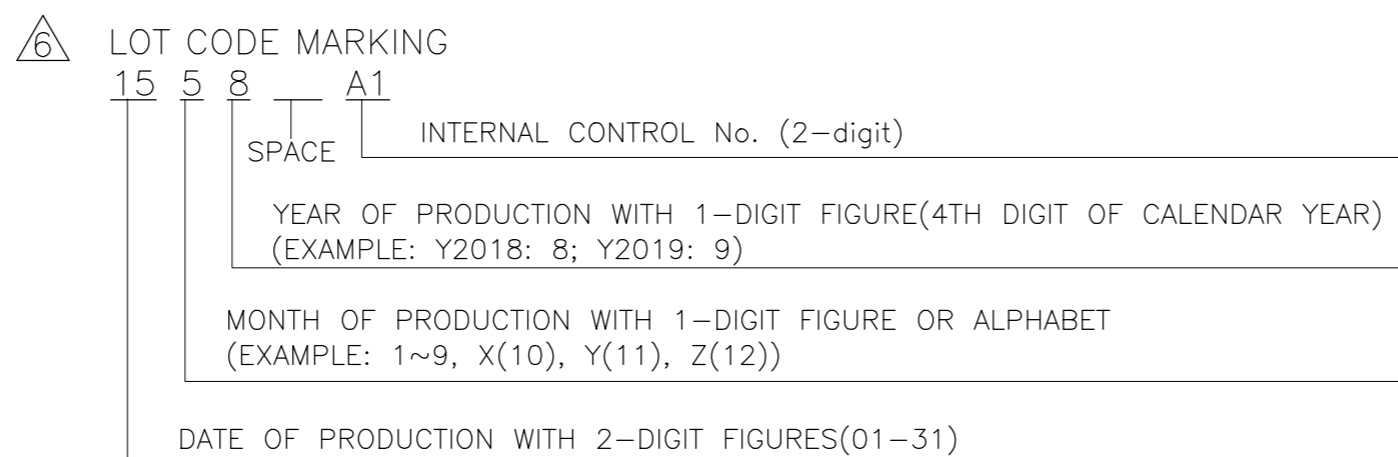 6 LOT CODE MARKING
15 5 8 A1
INTERNAL CONTROL No. (2-digit)
SPACE
YEAR OF PRODUCTION WITH 1-DIGIT FIGURE(4TH DIGIT OF CALENDAR YEAR)
(EXAMPLE: Y2018: 8; Y2019: 9)
MONTH OF PRODUCTION WITH 1-DIGIT FIGURE OR ALPHABET
(EXAMPLE: 1~9, X(10), Y(11), Z(12))
DATE OF PRODUCTION WITH 2-DIGIT FIGURES(01-31)